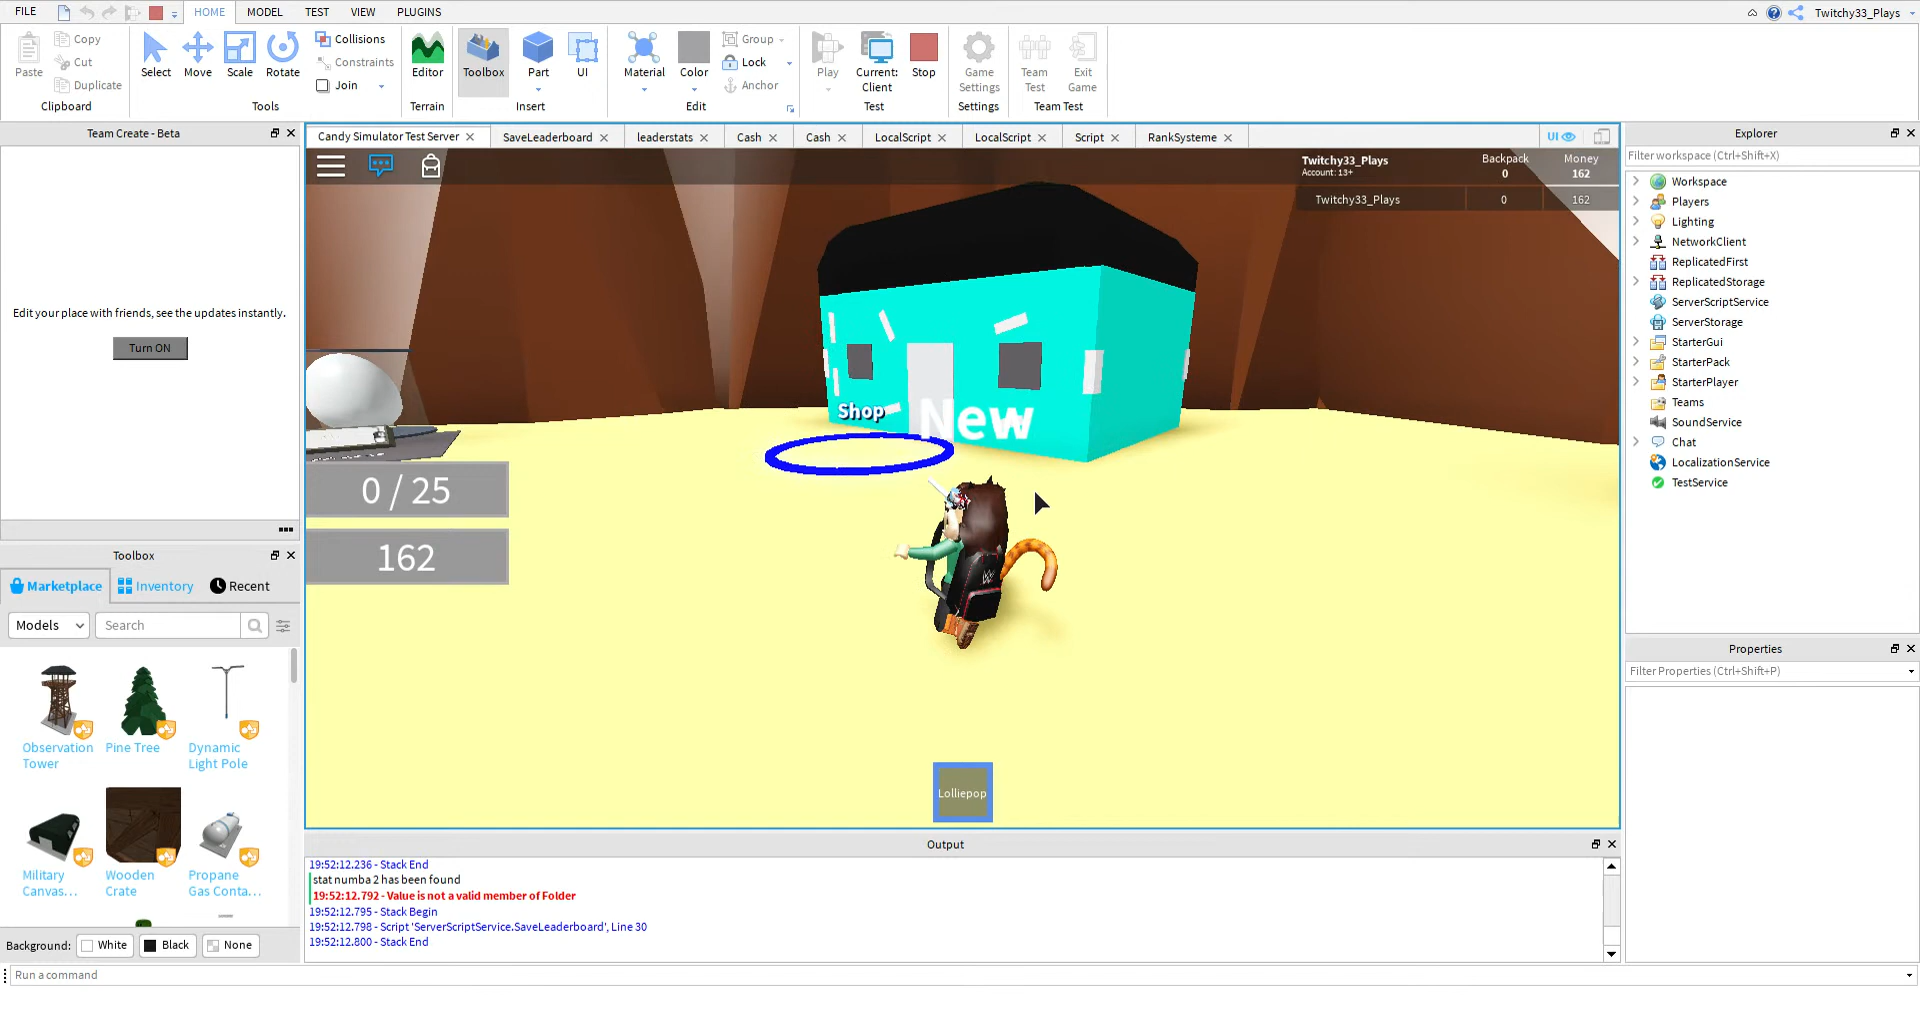 FILE
HOME
MODEL
TEST
VIEW
PLUGINS
Twitchy33_Plays
Paste
Copy
Cut
Duplicate
Clipboard
Select
Move
Scale
Rotate
Collisions
Constraints
Join
Tools
Editor
Terrain
Toolbox
Part
UI
Insert
Material
Color
Group
Lock
Anchor
Edit
Play
Current:
Client
Stop
Test
Game
Settings
Settings
Team
Test
Exit
Game
Team Test
Team Create - Beta
Edit your place with friends, see the updates instantly.
Turn ON
Toolbox
Marketplace
Inventory
Recent
Models
Search
Observation
Tower
Pine Tree
Dynamic
Light Pole
Military
Canvas...
Wooden
Crate
Propane
Gas Conta...
Background:
White
Black
None
Run a command
Candy Simulator Test Server
SaveLeaderboard
leaderstats
Cash
Cash
LocalScript
LocalScript
Script
RankSysteme
UI
Twitchy33_Plays
Account: 13+
Backpack
0
Money
162
Twitchy33_Plays
0
162
Shop
New
0 / 25
162
Lolliepop
Output
19:52:12.236 - Stack End
stat numba 2 has been found
19:52:12.792 - Value is not a valid member of Folder
19:52:12.795 - Stack Begin
19:52:12.798 - Script 'ServerScriptService.SaveLeaderboard', Line 30
19:52:12.800 - Stack End
Explorer
Filter workspace (Ctrl+Shift+X)
Workspace
Players
Lighting
NetworkClient
ReplicatedFirst
ReplicatedStorage
ServerScriptService
ServerStorage
StarterGui
StarterPack
StarterPlayer
Teams
SoundService
Chat
LocalizationService
TestService
Properties
Filter Properties (Ctrl+Shift+P)